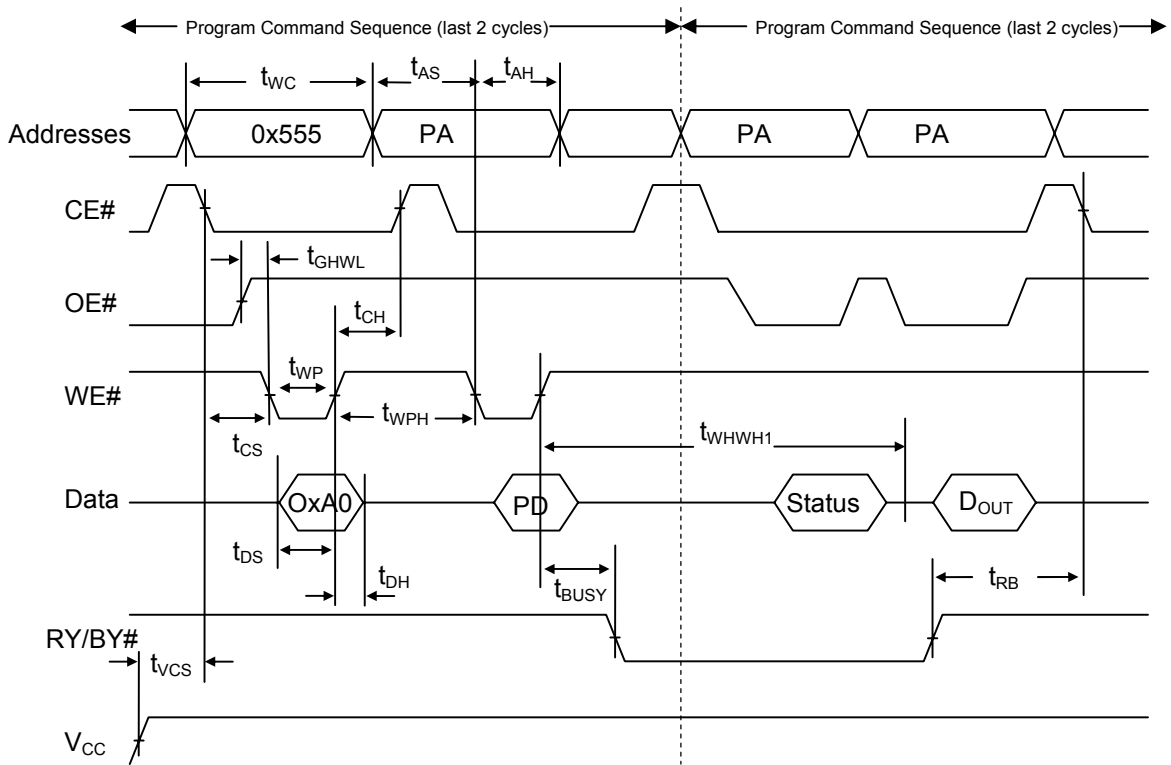 Program Command Sequence (last 2 cycles) Program Command Sequence (last 2 cycles)
tWC tAS tAH
Addresses 0x555 PA PA PA
CE#
tGHWL
OE#
tCH
tWP
WE#
tWPH
tCS tWHWH1
Data OxA0 PD Status DOUT
tDS tDH tBUSY tRB
RY/BY#
tVCS
VCC